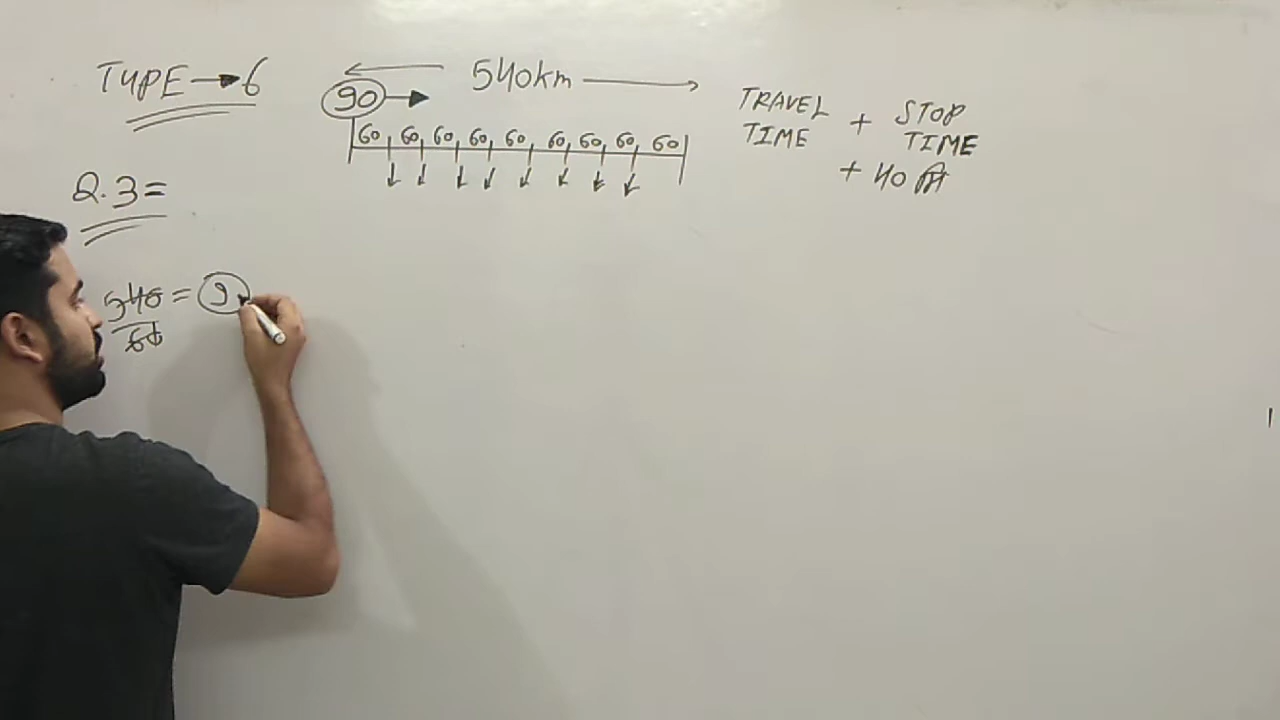 TYPE → 6
540km
90 →
60 60 60 60 60 60 60 60 60
TRAVEL TIME + STOP TIME
+ 40
Q.3=
540/60 = 9